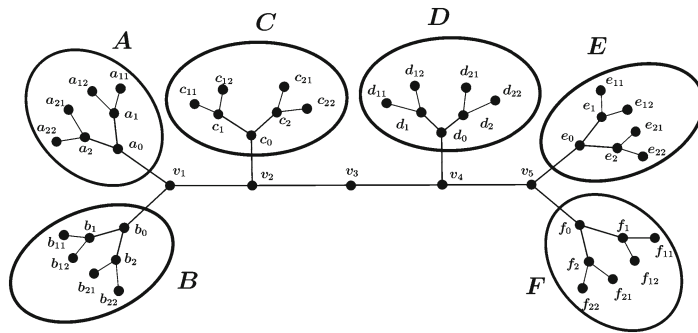 A
C
D
E
a₁₂ a₁₁
a₂₁
a₁
a₂₂ a₂ a₀
c₁₂ c₂₁
c₁₁ c₂₂
c₁ c₂
c₀
d₁₂ d₂₁
d₁₁ d₂₂
d₁ d₂
d₀
e₁₁
e₁ e₁₂
e₀ e₂₁
e₂ e₂₂
v₁ v₂ v₃ v₄ v₅
b₁ b₀
b₁₁
b₁₂ b₂
b₂₁
b₂₂
B
f₀ f₁
f₁₁
f₂ f₁₂
f₂₂ f₂₁
F